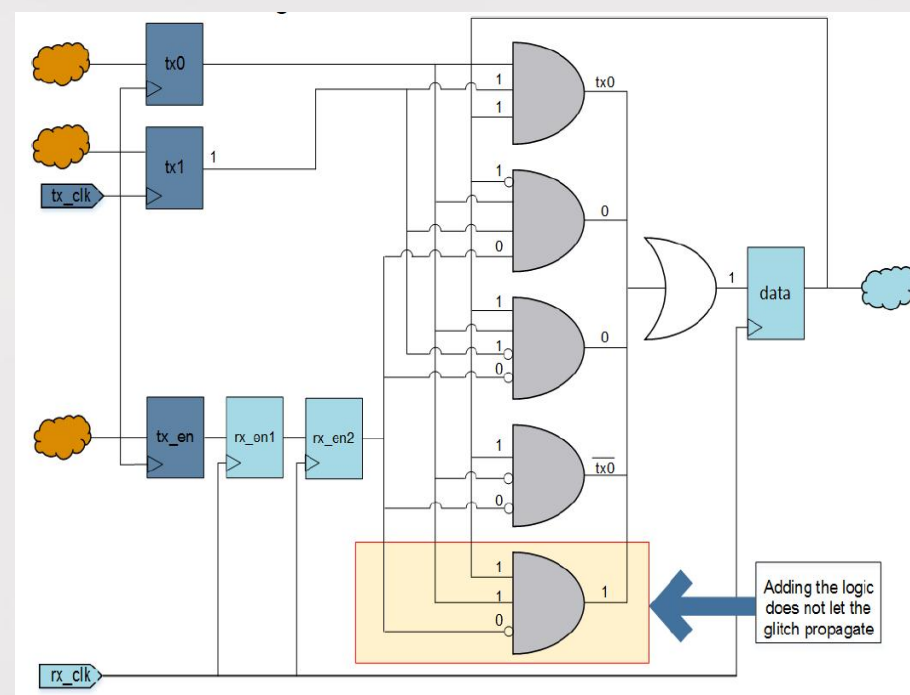 tx0
1
1
tx0
tx1
1
tx_clk
1
0
0
1
1
0
0
1
data
tx_en
rx_en1
rx_en2
1
0
tx0
1
1
0
1
Adding the logic
does not let the
glitch propagate
rx_clk